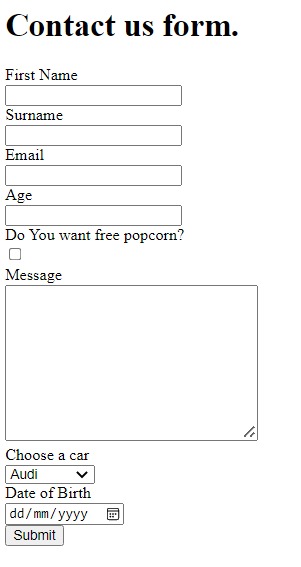 Contact us form.
First Name
Surname
Email
Age
Do You want free popcorn?
Message
Choose a car
Audi
Date of Birth
dd/mm/yyyy
Submit